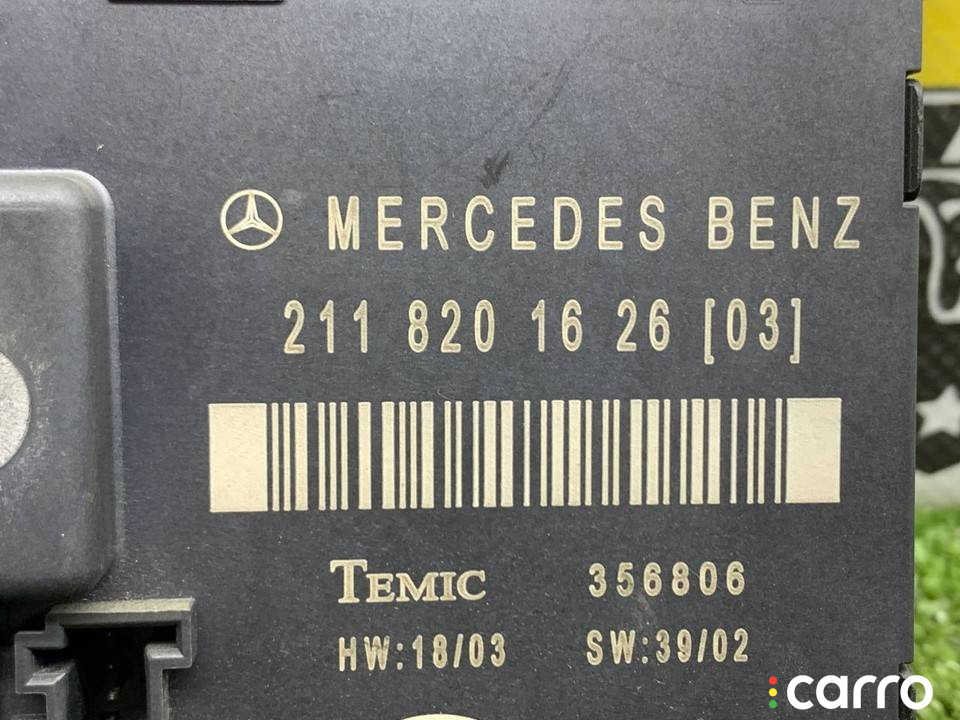 MERCEDES BENZ
211 820 16 26 [03]
TEMIC 356806
HW:18/03 SW:39/02
carro